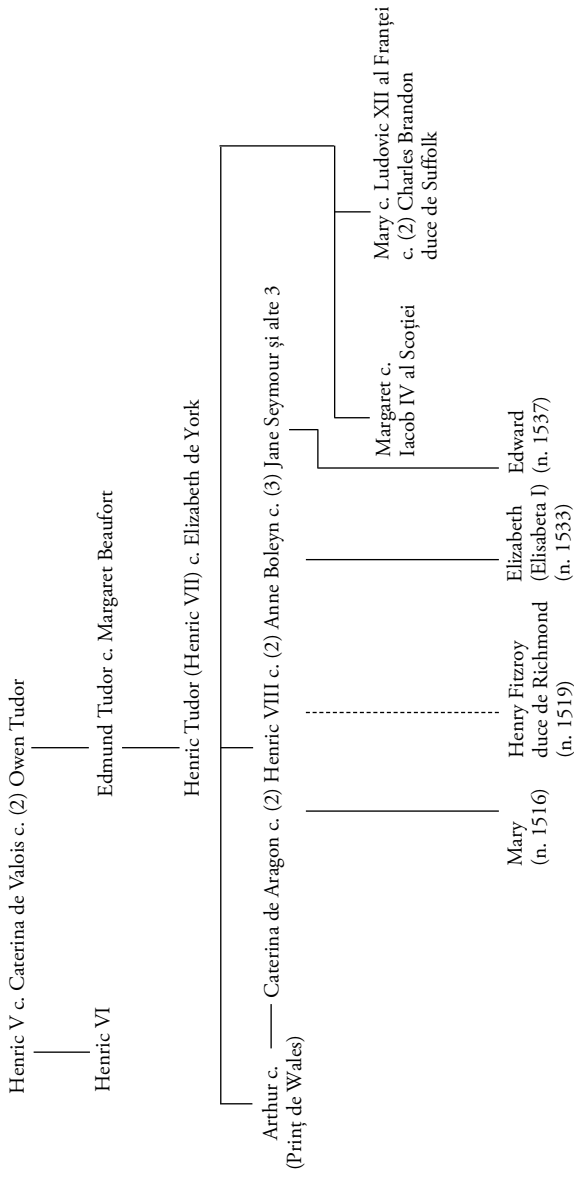 Henric V c. Caterina de Valois c. (2) Owen Tudor
Henric VI
Edmund Tudor c. Margaret Beaufort
Henric Tudor (Henric VII) c. Elizabeth de York
Arthur c.
(Prinț de Wales)
Caterina de Aragon c. (2) Henric VIII c. (2) Anne Boleyn c. (3) Jane Seymour și alte 3
Margaret c.
Iacob IV al Scoției
Mary c. Ludovic XII al Franței
c. (2) Charles Brandon
duce de Suffolk
Mary
(n. 1516)
Henry Fitzroy
duce de Richmond
(n. 1519)
Elizabeth
(Elisabeta I)
(n. 1533)
Edward
(n. 1537)